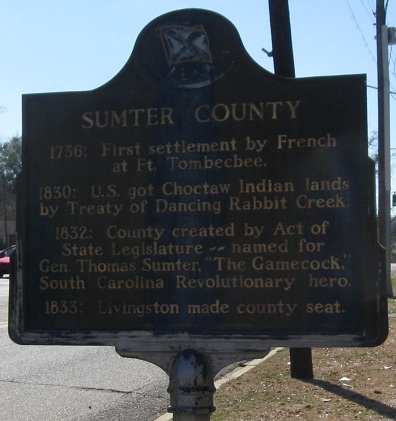 SUMTER COUNTY
1736: First settlement by French
at Ft. Tombecbee.
1830: U.S. got Choctaw Indian lands
by Treaty of Dancing Rabbit Creek.
1832: County created by Act of
State Legislature -- named for
Gen. Thomas Sumter, "The Gamecock,"
South Carolina Revolutionary hero.
1833: Livingston made county seat.